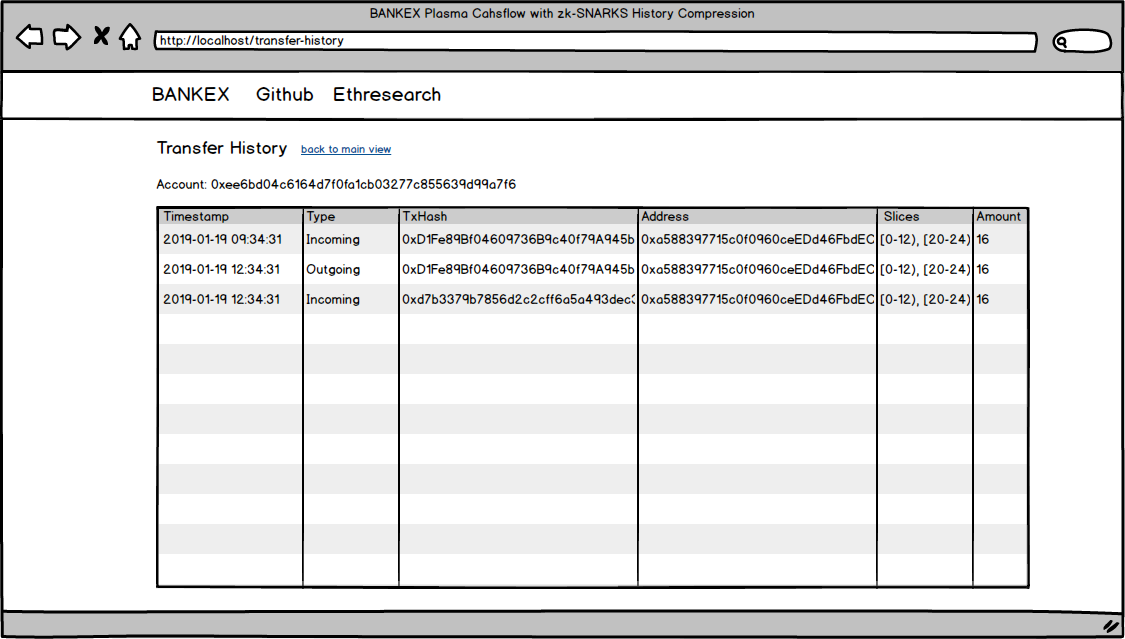 BANKEX Plasma Cahsflow with zk-SNARKS History Compression
http://localhost/transfer-history
BANKEX Github Ethresearch
Transfer History back to main view
Account: 0xee6bd04c6164d7f0fa1cb03277c855639d99a7f6
Timestamp Type TxHash Address Slices Amount
2019-01-19 09:34:31 Incoming 0xD1Fe89Bf04609736B9c40f79A945b 0xa588397715c0f0960ceEDd46FbdEC [0-12), [20-24) 16
2019-01-19 12:34:31 Outgoing 0xD1Fe89Bf04609736B9c40f79A945b 0xa588397715c0f0960ceEDd46FbdEC [0-12), [20-24) 16
2019-01-19 12:34:31 Incoming 0xd7b3379b7856d2c2cff6a5a493dec3 0xa588397715c0f0960ceEDd46FbdEC [0-12), [20-24) 16